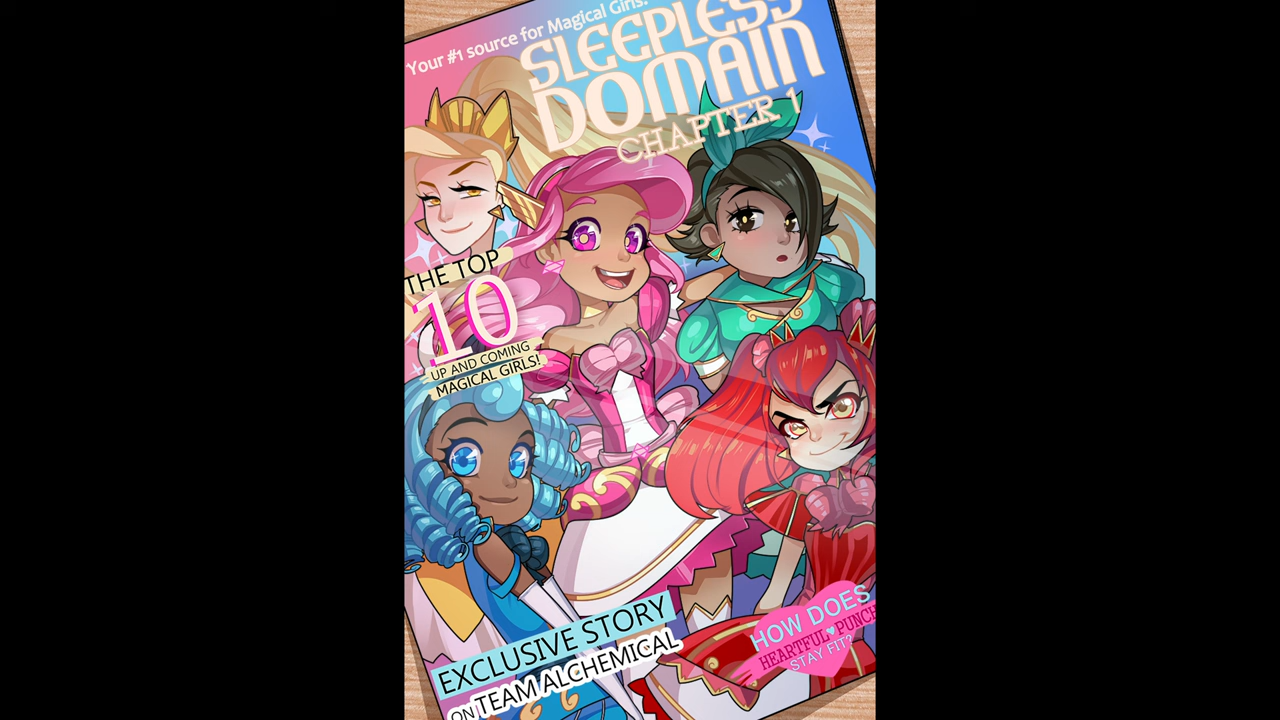 Your #1 source for Magical Girls!
SLEEPLESS
DOMAIN
CHAPTER 1
THE TOP
10
UP AND COMING
MAGICAL GIRLS!
EXCLUSIVE STORY
ON TEAM ALCHEMICAL
HOW DOES
HEARTFUL♥PUNCH
STAY FIT?